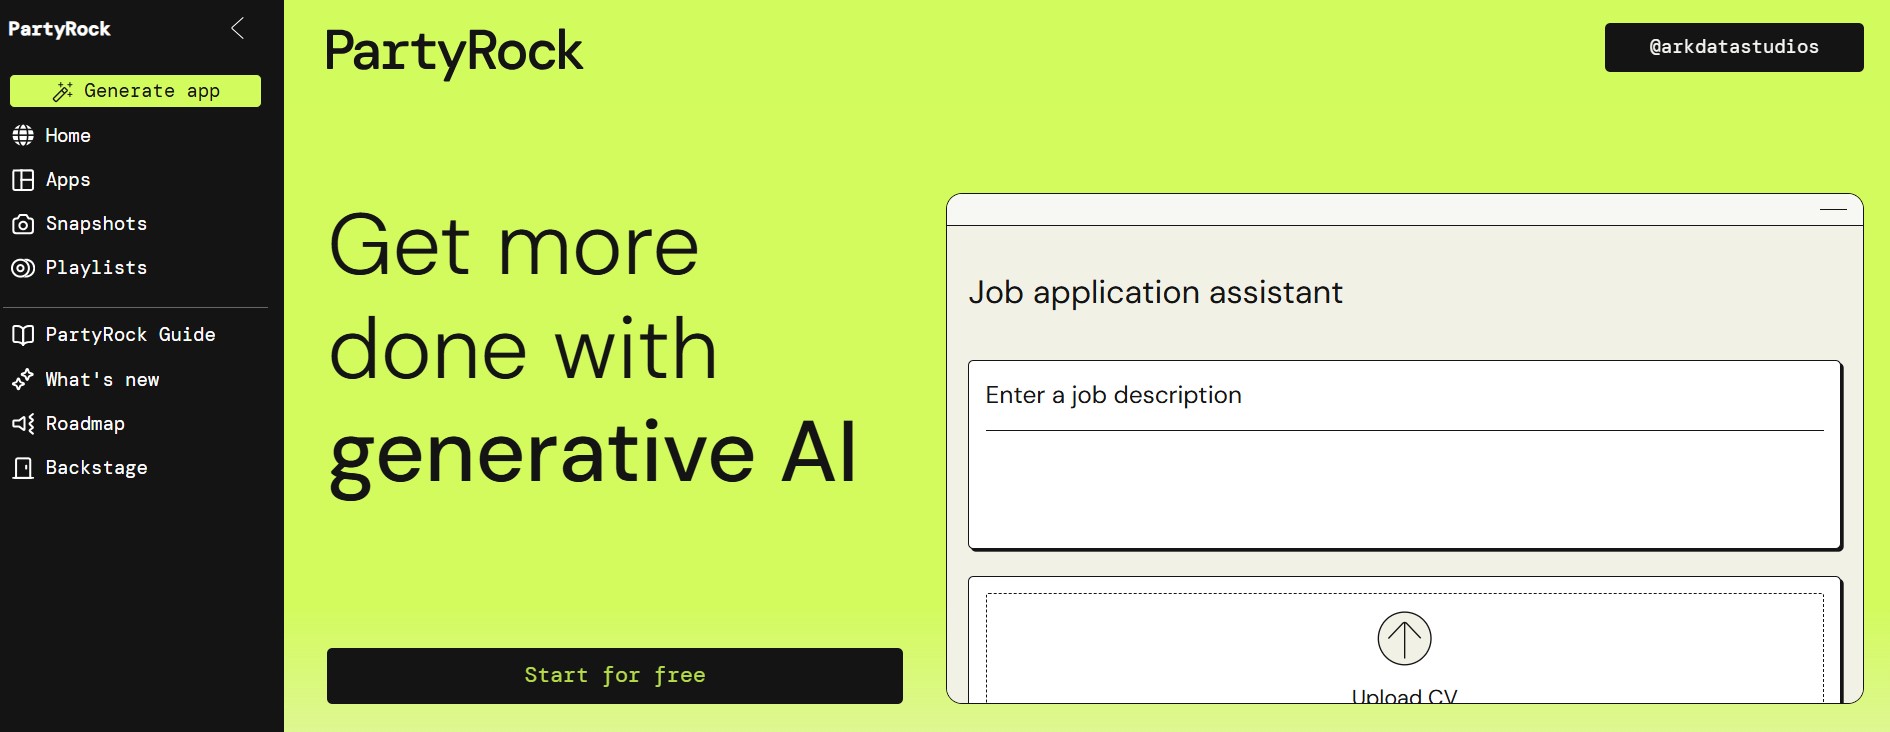 PartyRock
Generate app
Home
Apps
Snapshots
Playlists
PartyRock Guide
What's new
Roadmap
Backstage
PartyRock
@arkdatastudios
Get more
done with
generative AI
Start for free
Job application assistant
Enter a job description
Upload CV